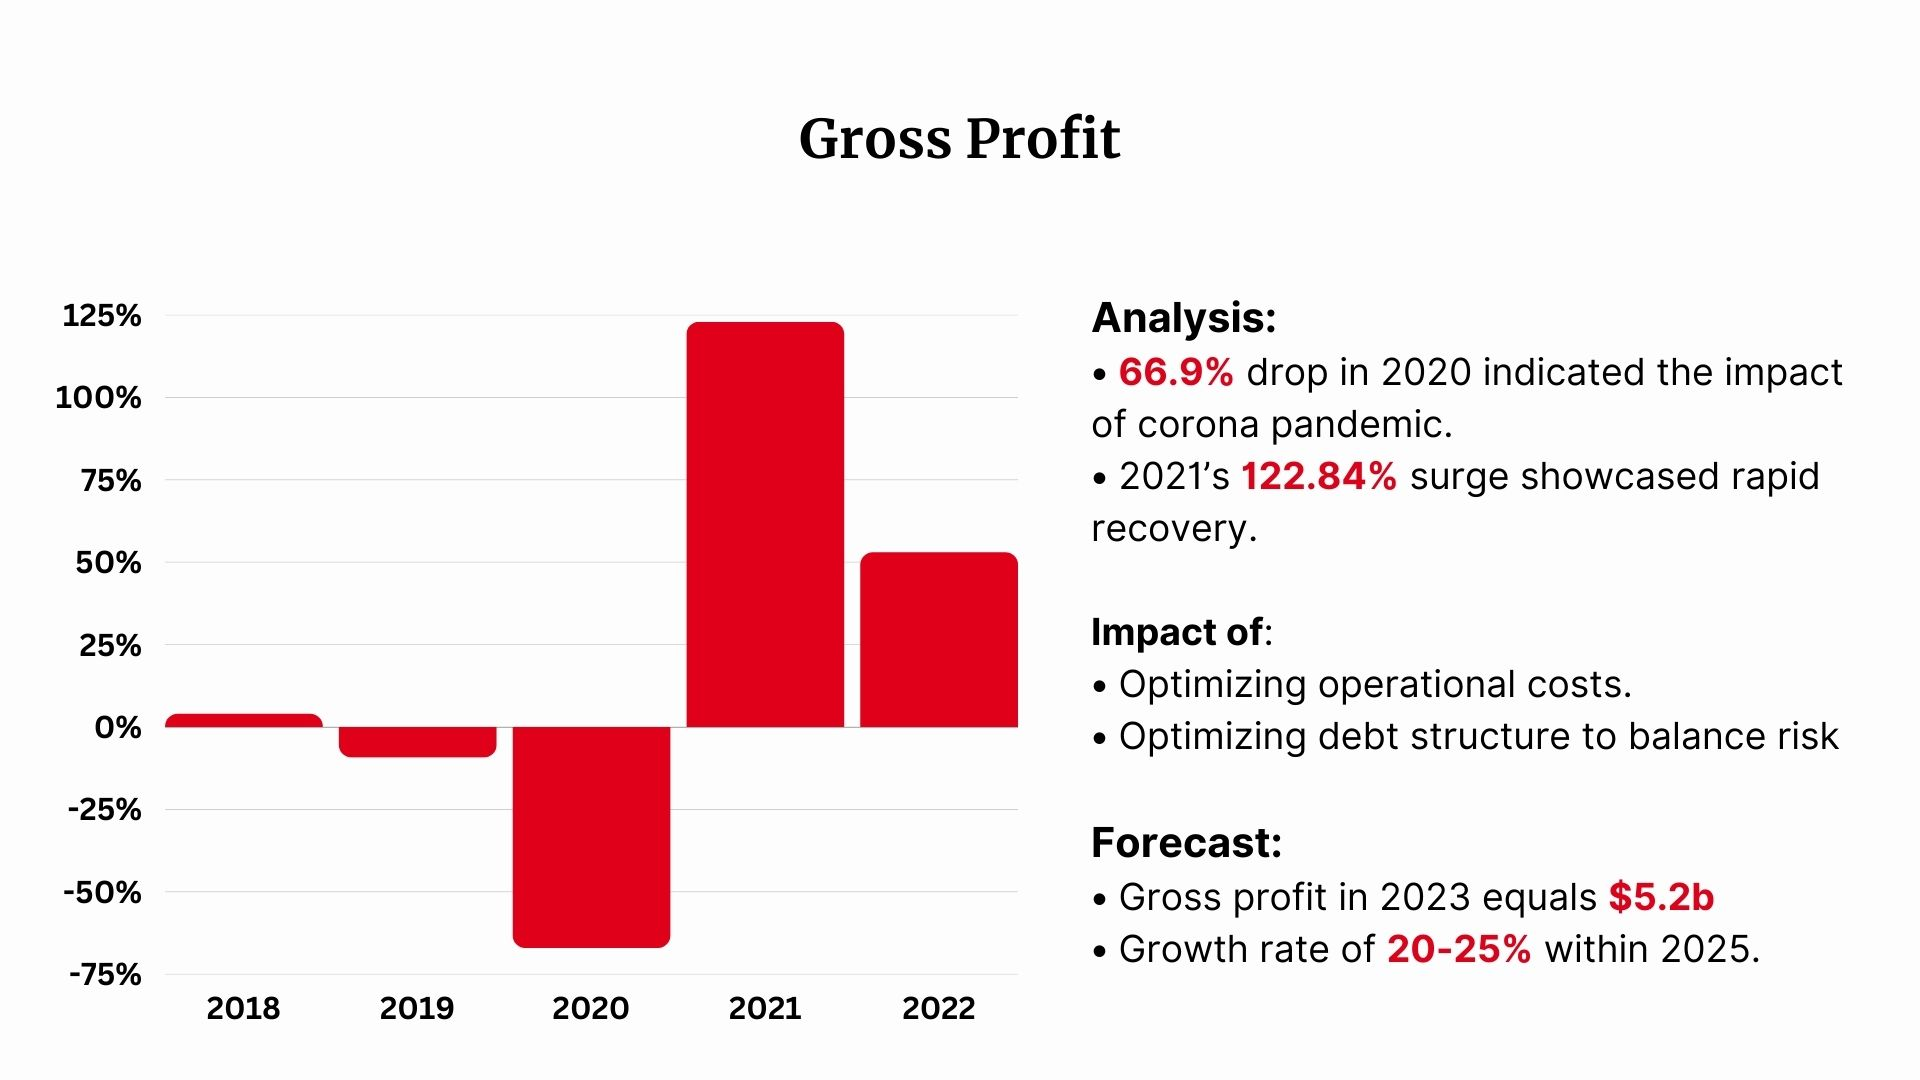 Gross Profit
125%
100%
75%
50%
25%
0%
-25%
-50%
-75%
2018
2019
2020
2021
2022
Analysis:
• 66.9% drop in 2020 indicated the impact
of corona pandemic.
• 2021’s 122.84% surge showcased rapid
recovery.
Impact of:
• Optimizing operational costs.
• Optimizing debt structure to balance risk
Forecast:
• Gross profit in 2023 equals $5.2b
• Growth rate of 20-25% within 2025.